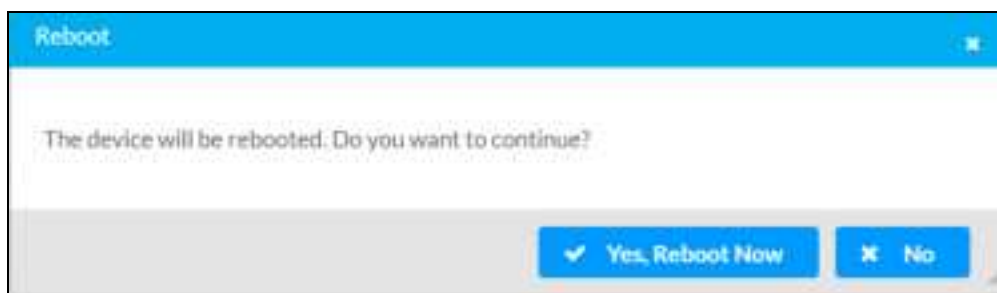 Reboot
The device will be rebooted. Do you want to continue?
Yes, Reboot Now
No